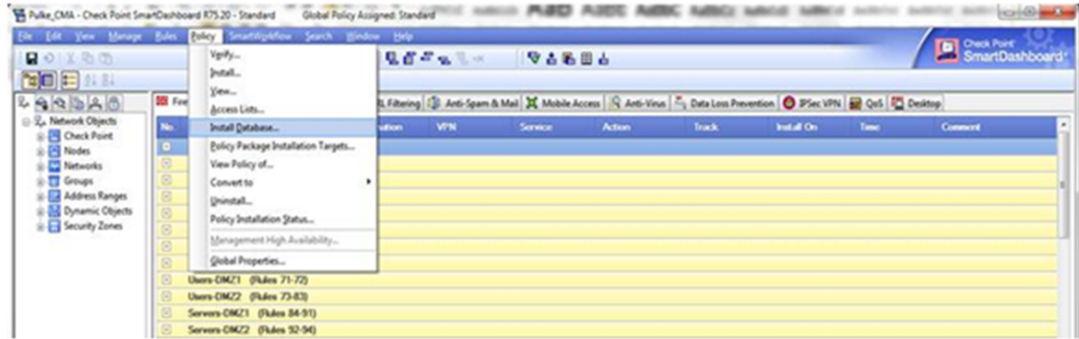 Pulke_CMA - Check Point SmartDashboard R75.20 - Standard Global Policy Assigned: Standard
File Edit View Manage Rules Policy SmartWorkflow Search Window Help
Check Point
SmartDashboard
Verify...
Install...
View...
Access Lists...
Install Database...
Policy Package Installation Targets...
View Policy of...
Convert to
Uninstall...
Policy Installation Status...
Management High Availability...
Global Properties...
Network Objects
Check Point
Nodes
Networks
Groups
Address Ranges
Dynamic Objects
Security Zones
Filtering Anti-Spam & Mail Mobile Access Anti-Virus Data Loss Prevention IPSec VPN QoS Desktop
No. VPN Service Action Track Install On Time Comment
Users-DMZ1 (Rules 71-72)
Users-DMZ2 (Rules 73-83)
Servers-DMZ1 (Rules 84-91)
Servers-DMZ2 (Rules 92-94)